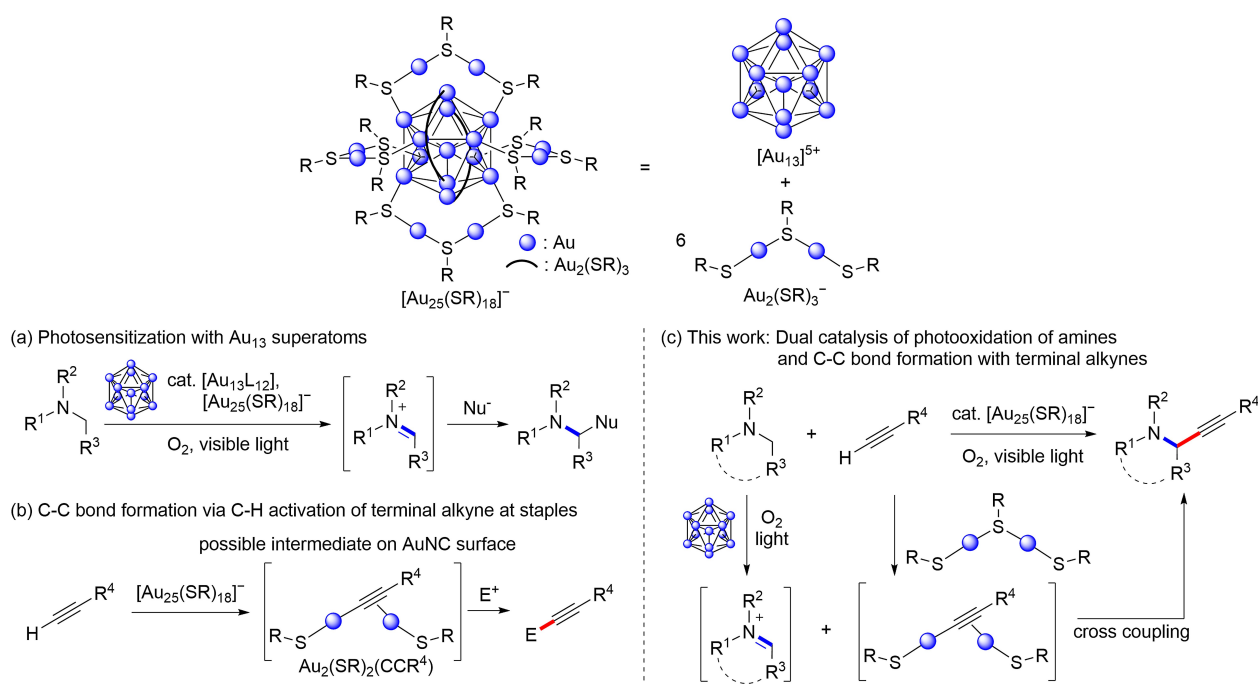 R
S
R-S
S-R
R
S
R
S
R-S
S-R
R
S
R
S
R-S
S-R
S
R
: Au
: Au₂(SR)₃
[Au₂₅(SR)₁₈]⁻
=
[Au₁₃]⁵⁺
+
6
R
S
R-S
S-R
Au₂(SR)₃⁻
(a) Photosensitization with Au₁₃ superatoms
R²
N
R¹
R³
cat. [Au₁₃L₁₂],
[Au₂₅(SR)₁₈]⁻
O₂, visible light
R²
N
+
R¹
R³
Nu⁻
R²
N
Nu
R¹
R³
(b) C-C bond formation via C-H activation of terminal alkyne at staples
possible intermediate on AuNC surface
R⁴
H
[Au₂₅(SR)₁₈]⁻
R⁴
R
S
S
R
Au₂(SR)₂(CCR⁴)
E⁺
R⁴
E
(c) This work: Dual catalysis of photooxidation of amines
and C-C bond formation with terminal alkynes
R²
N
R¹
R³
+
R⁴
H
cat. [Au₂₅(SR)₁₈]⁻
O₂, visible light
R²
N
R¹
R³
R⁴
O₂
light
R
S
R
S
S
R
R²
N
+
R¹
R³
+
R⁴
R
S
S
R
cross coupling